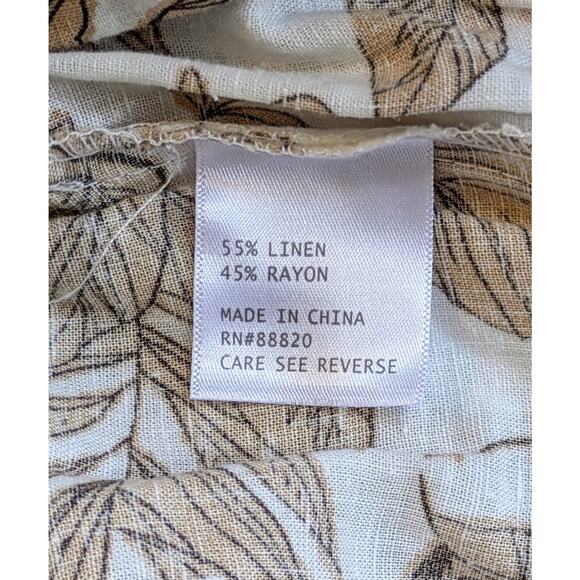 55% LINEN
45% RAYON
MADE IN CHINA
RN#88820
CARE SEE REVERSE